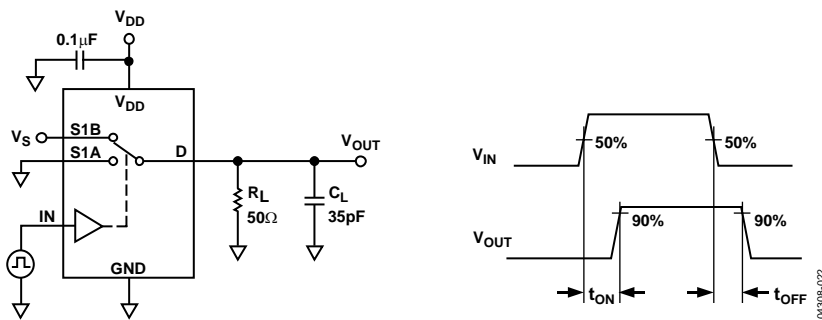 V_DD
0.1μF
V_DD
V_S S1B
S1A
D
V_OUT
R_L
50Ω
C_L
35pF
IN
GND
V_IN
50%
50%
V_OUT
90%
90%
t_ON
t_OFF
04308-022